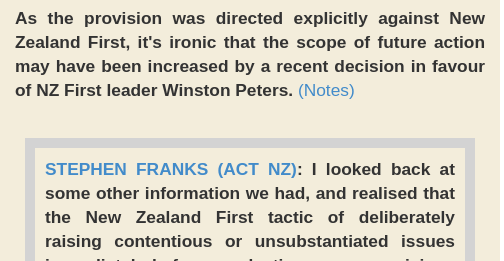 As the provision was directed explicitly against New
Zealand First, it's ironic that the scope of future action
may have been increased by a recent decision in favour
of NZ First leader Winston Peters. (Notes)
STEPHEN FRANKS (ACT NZ): I looked back at
some other information we had, and realised that
the New Zealand First tactic of deliberately
raising contentious or unsubstantiated issues